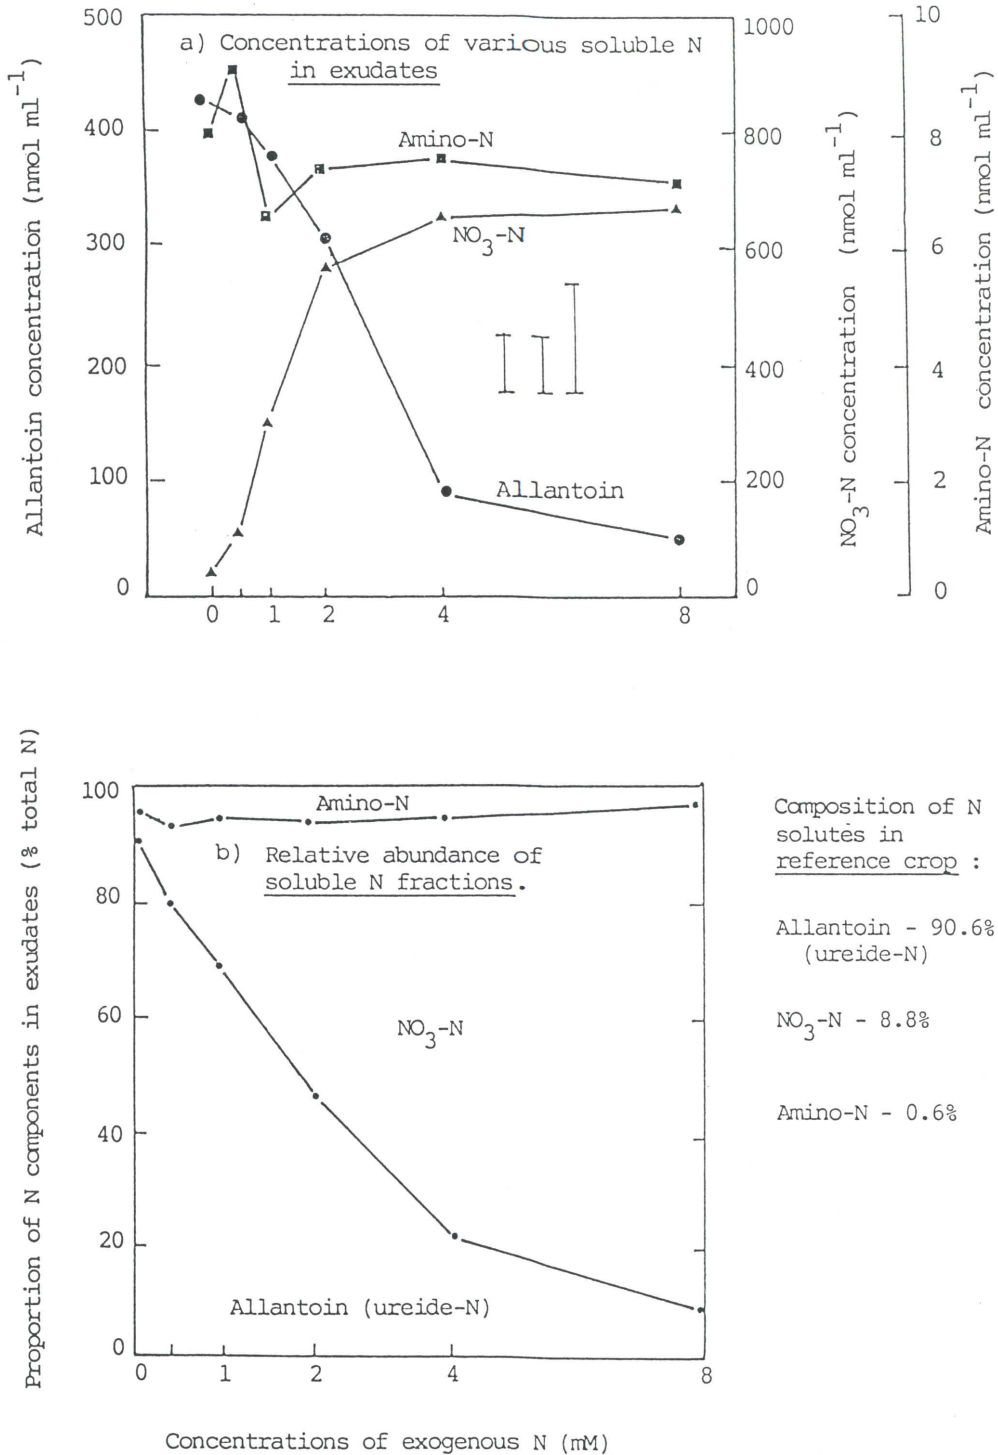 a) Concentrations of various soluble N
in exudates
Allantoin concentration (nmol ml⁻¹)
500
400
300
200
100
0
Amino-N
NO₃-N
Allantoin
1000
800
600
400
200
0
NO₃-N concentration (nmol ml⁻¹)
10
8
6
4
2
0
Amino-N concentration (nmol ml⁻¹)
0
1
2
4
8
Proportion of N components in exudates (% total N)
100
80
60
40
20
0
Amino-N
b) Relative abundance of
soluble N fractions.
NO₃-N
Allantoin (ureide-N)
0
1
2
4
8
Concentrations of exogenous N (mM)
Composition of N
solutes in
reference crop :
Allantoin - 90.6%
(ureide-N)
NO₃-N - 8.8%
Amino-N - 0.6%